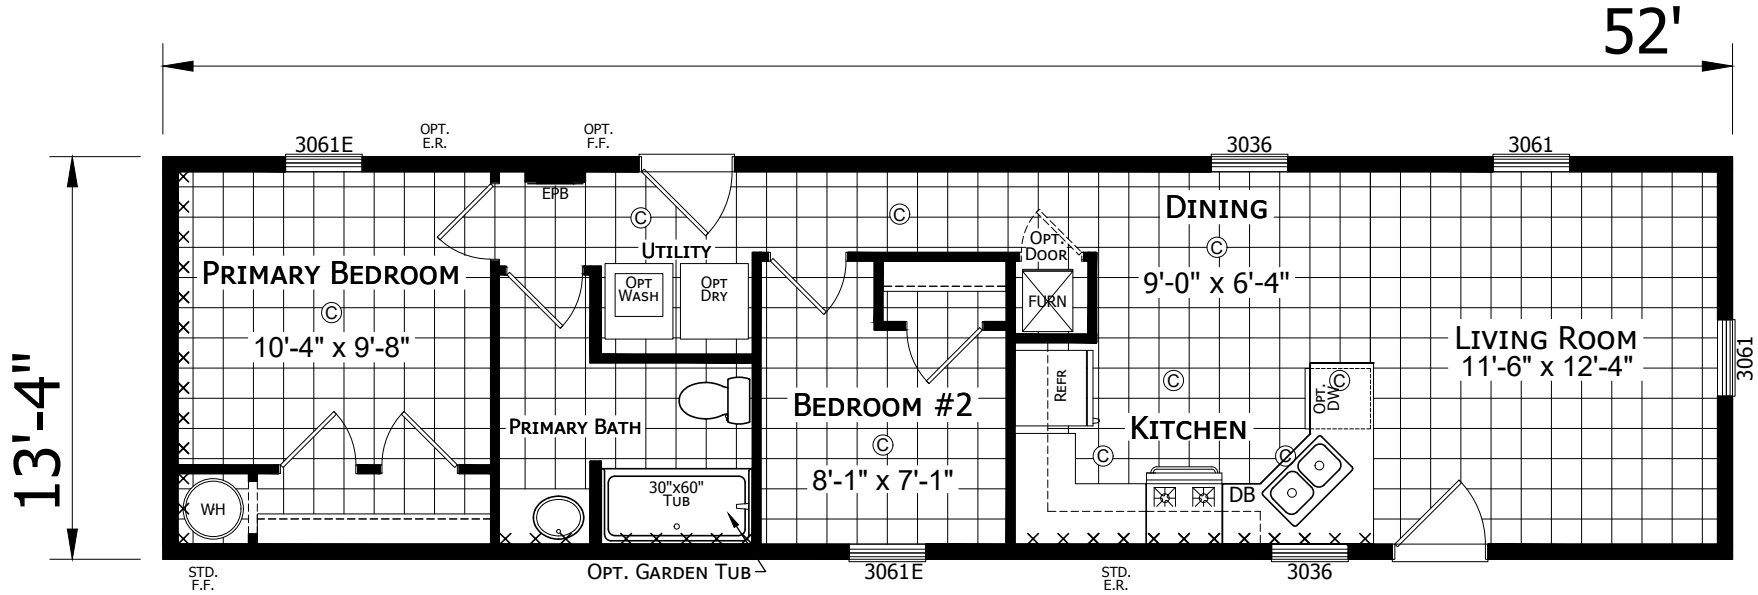 52'
OPT.
E.R.
OPT.
F.F.
3061E
3036
3061
EPB
C
C
DINING
UTILITY
OPT.
DOOR
C
PRIMARY BEDROOM
9'-0" x 6'-4"
OPT
WASH
OPT
DRY
FURN
C
10'-4" x 9'-8"
LIVING ROOM
11'-6" x 12'-4"
3061
13'-4"
REFR
C
OPT.
DW
C
BEDROOM #2
PRIMARY BATH
KITCHEN
C
C
C
8'-1" x 7'-1"
30"x60"
TUB
DB
WH
STD.
F.F.
OPT. GARDEN TUB
3061E
STD.
E.R.
3036